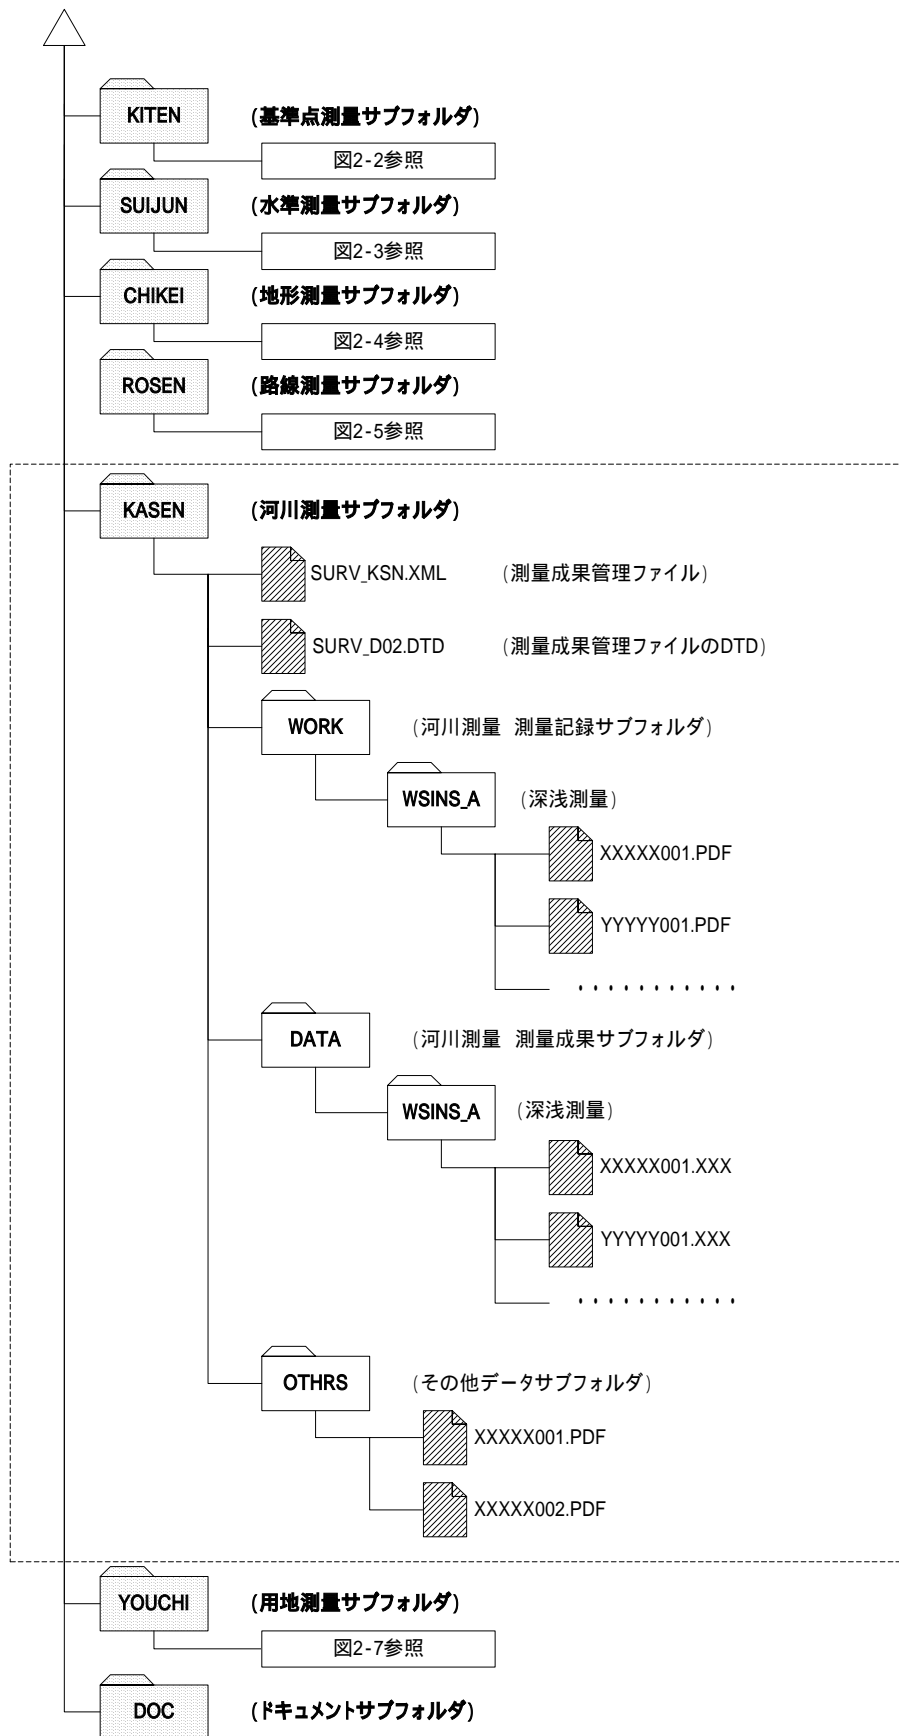 KITEN (基準点測量サブフォルダ)
図2-2参照
SUIJUN (水準測量サブフォルダ)
図2-3参照
CHIKEI (地形測量サブフォルダ)
図2-4参照
ROSEN (路線測量サブフォルダ)
図2-5参照
KASEN (河川測量サブフォルダ)
SURV_KSN.XML (測量成果管理ファイル)
SURV_D02.DTD (測量成果管理ファイルのDTD)
WORK (河川測量 測量記録サブフォルダ)
WSINS_A (深浅測量)
XXXXX001.PDF
YYYYY001.PDF
・・・・・・・・・・・
DATA (河川測量 測量成果サブフォルダ)
WSINS_A (深浅測量)
XXXXX001.XXX
YYYYY001.XXX
・・・・・・・・・・・
OTHRS (その他データサブフォルダ)
XXXXX001.PDF
XXXXX002.PDF
YOUCHI (用地測量サブフォルダ)
図2-7参照
DOC (ドキュメントサブフォルダ)